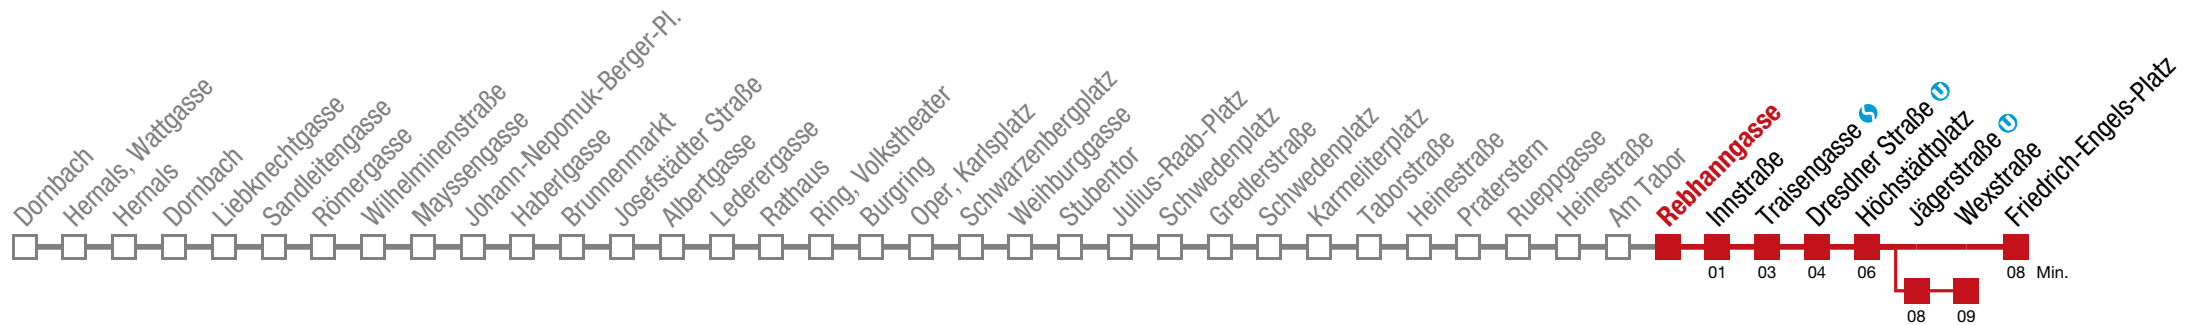 Dornbach
Hernals, Wattgasse
Hernals
Dornbach
Liebknechtgasse
Sandleitengasse
Römergasse
Wilhelminenstraße
Mayssengasse
Johann-Nepomuk-Berger-Pl.
Haberlgasse
Brunnenmarkt
Josefstädter Straße
Albertgasse
Lederergasse
Rathaus
Ring, Volkstheater
Burgring
Oper, Karlsplatz
Schwarzenbergplatz
Weihburggasse
Stubentor
Julius-Raab-Platz
Schwedenplatz
Gredlerstraße
Schwedenplatz
Karmeliterplatz
Taborstraße
Heinestraße
Praterstern
Rueppgasse
Heinestraße
Am Tabor
Rebhanngasse
Innstraße
Traisengasse S
Dresdner Straße U
Höchstädtplatz
Jägerstraße U
Wexstraße
Friedrich-Engels-Platz
01 03 04 06 08 Min.
08 09